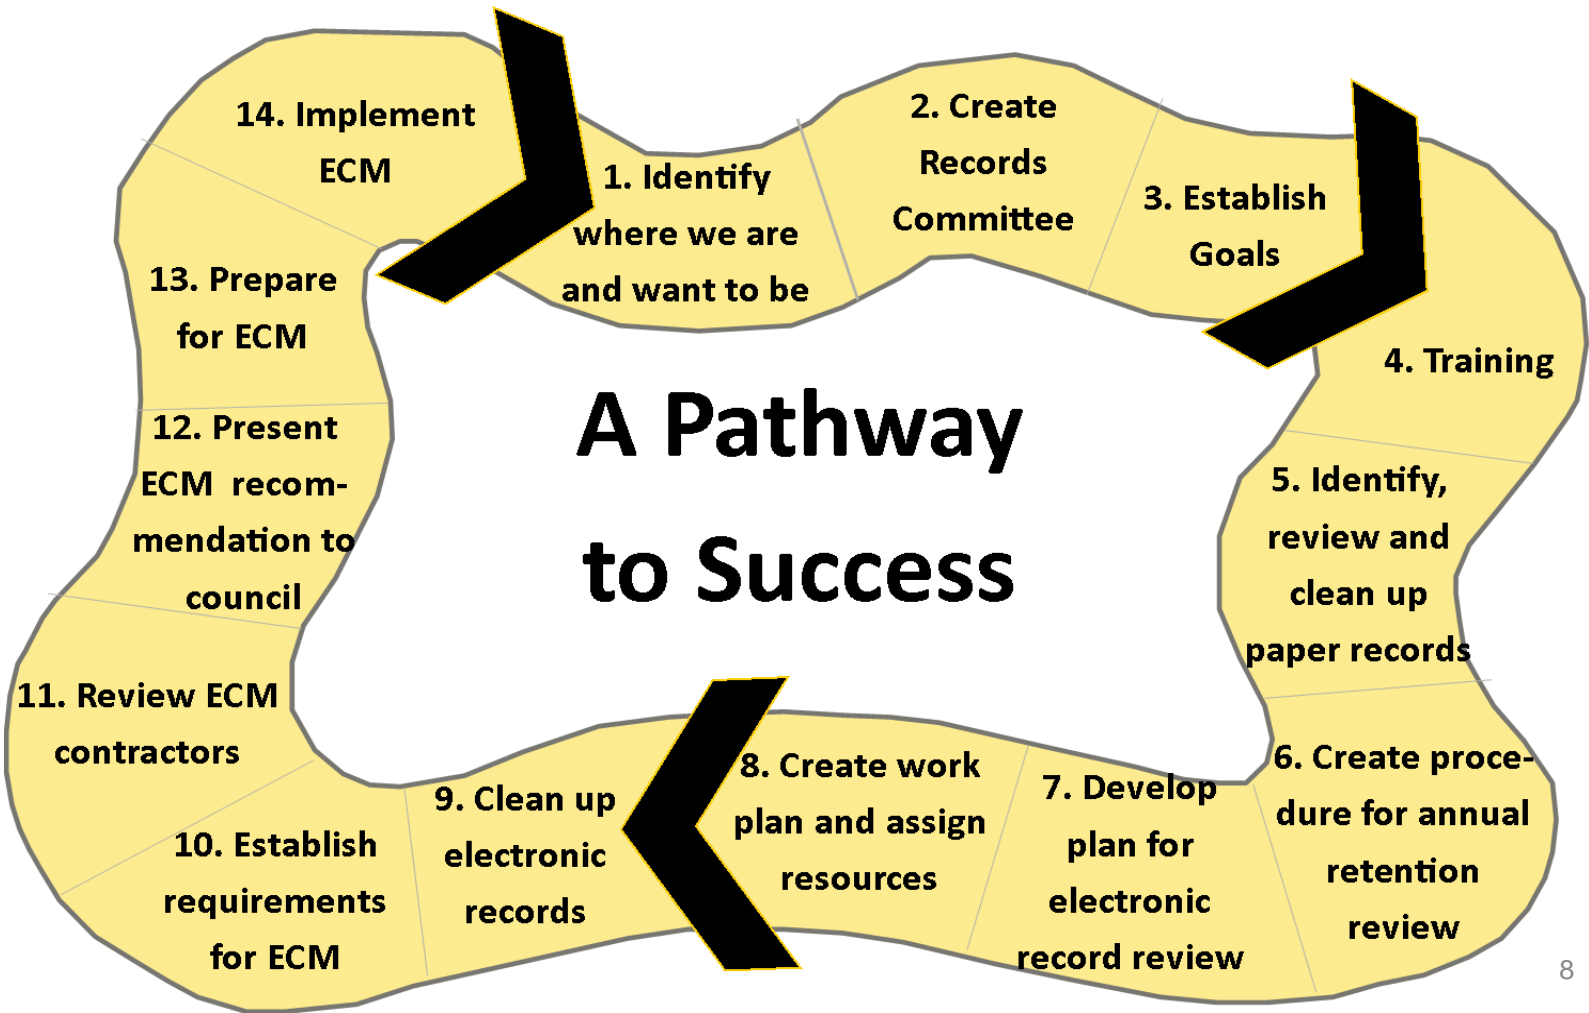 1. Identify
where we are
and want to be
2. Create
Records
Committee
3. Establish
Goals
4. Training
5. Identify,
review and
clean up
paper records
6. Create proce-
dure for annual
retention
review
7. Develop
plan for
electronic
record review
8. Create work
plan and assign
resources
9. Clean up
electronic
records
10. Establish
requirements
for ECM
11. Review ECM
contractors
12. Present
ECM recom-
mendation to
council
13. Prepare
for ECM
14. Implement
ECM
A Pathway
to Success
8